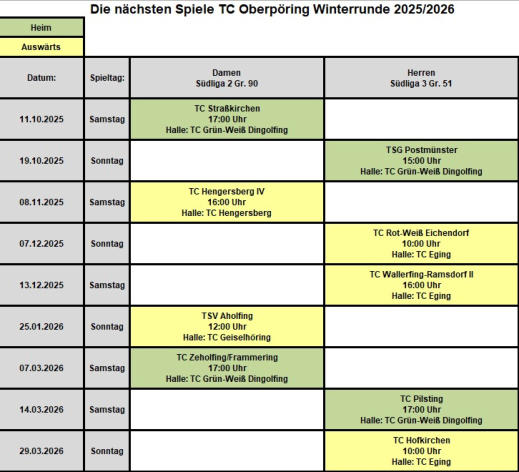 Die nächsten Spiele TC Oberpöring Winterrunde 2025/2026
Heim
Auswärts
Datum:
Spieltag:
Damen
Südliga 2 Gr. 90
Herren
Südliga 3 Gr. 51
11.10.2025
Samstag
TC Straßkirchen
17:00 Uhr
Halle: TC Grün-Weiß Dingolfing
19.10.2025
Sonntag
TSG Postmünster
15:00 Uhr
Halle: TC Grün-Weiß Dingolfing
08.11.2025
Samstag
TC Hengersberg IV
16:00 Uhr
Halle: TC Hengersberg
07.12.2025
Sonntag
TC Rot-Weiß Eichendorf
10:00 Uhr
Halle: TC Eging
13.12.2025
Samstag
TC Wallerfing-Ramsdorf II
16:00 Uhr
Halle: TC Eging
25.01.2026
Sonntag
TSV Aholfing
12:00 Uhr
Halle: TC Geiselhöring
07.03.2026
Samstag
TC Zeholfing/Frammering
17:00 Uhr
Halle: TC Grün-Weiß Dingolfing
14.03.2026
Samstag
TC Pilsting
17:00 Uhr
Halle: TC Grün-Weiß Dingolfing
29.03.2026
Sonntag
TC Hofkirchen
10:00 Uhr
Halle: TC Eging